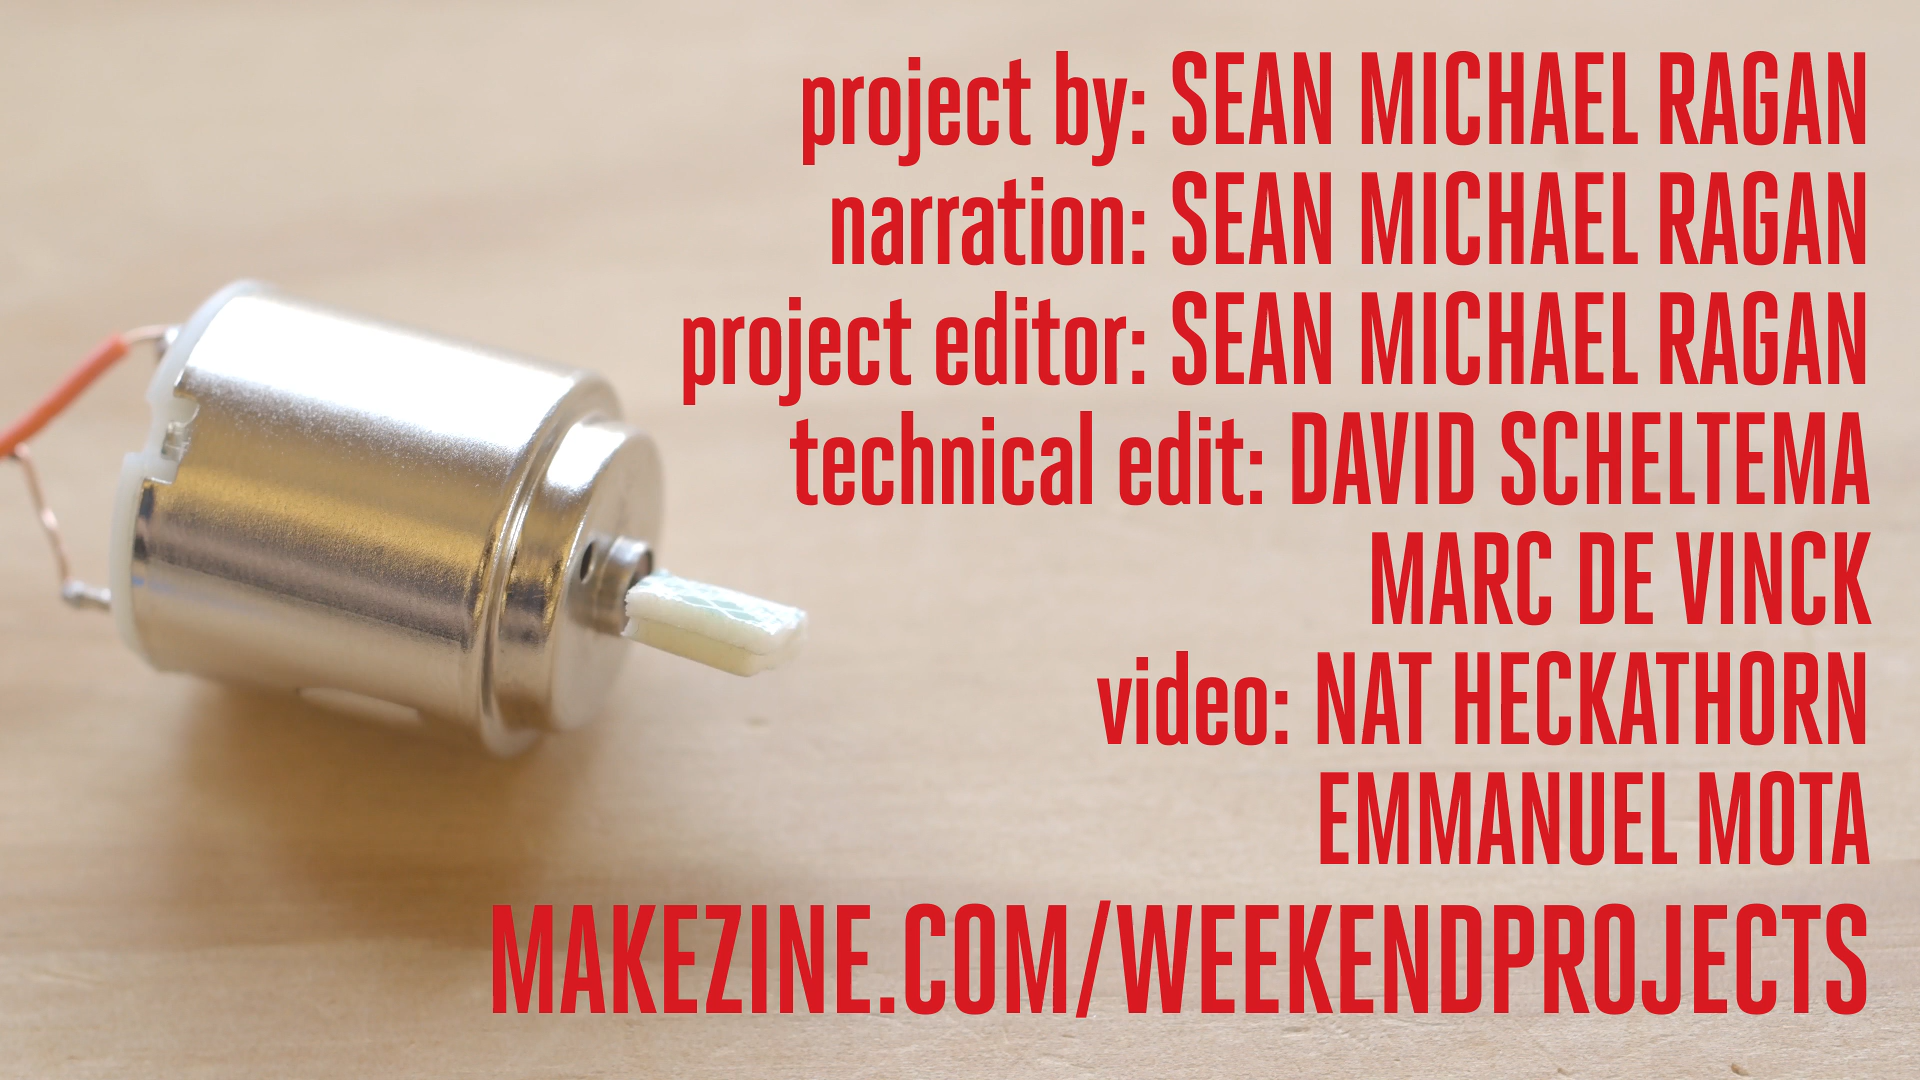 project by: SEAN MICHAEL RAGAN
narration: SEAN MICHAEL RAGAN
project editor: SEAN MICHAEL RAGAN
technical edit: DAVID SCHELTEMA
MARC DE VINCK
video: NAT HECKATHORN
EMMANUEL MOTA
MAKEZINE.COM/WEEKENDPROJECTS